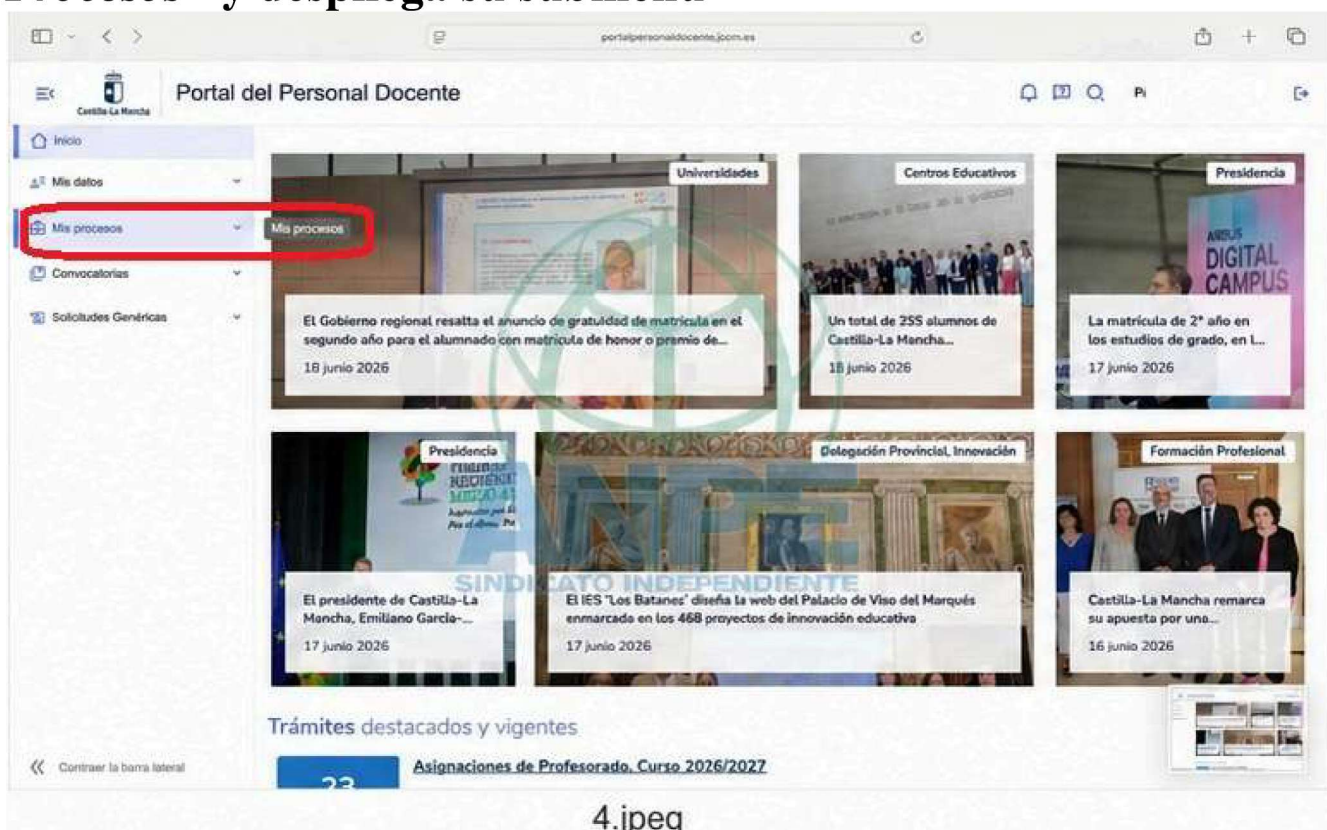 Procesos" y despliega su submenú
portalpersonaldocente.jccm.es
Castilla-La Mancha
Portal del Personal Docente
Pi
Inicio
Mis datos
Mis procesos
Mis procesos
Convocatorias
Solicitudes Genéricas
Universidades
El Gobierno regional resalta el anuncio de gratuidad de matrícula en el
segundo año para el alumnado con matrícula de honor o premio de...
18 junio 2026
Centros Educativos
Un total de 255 alumnos de
Castilla-La Mancha...
18 junio 2026
Presidencia
AIRBUS
DIGITAL
CAMPUS
La matrícula de 2º año en
los estudios de grado, en l...
17 junio 2026
Presidencia
El presidente de Castilla-La
Mancha, Emiliano García-...
17 junio 2026
Delegación Provincial, Innovación
El IES "Los Batanes" diseña la web del Palacio de Viso del Marqués
enmarcada en los 468 proyectos de innovación educativa
17 junio 2026
Formación Profesional
Castilla-La Mancha remarca
su apuesta por una...
16 junio 2026
ANPE
SINDICATO INDEPENDIENTE
Trámites destacados y vigentes
23
Asignaciones de Profesorado. Curso 2026/2027
Contraer la barra lateral
4.jpeg